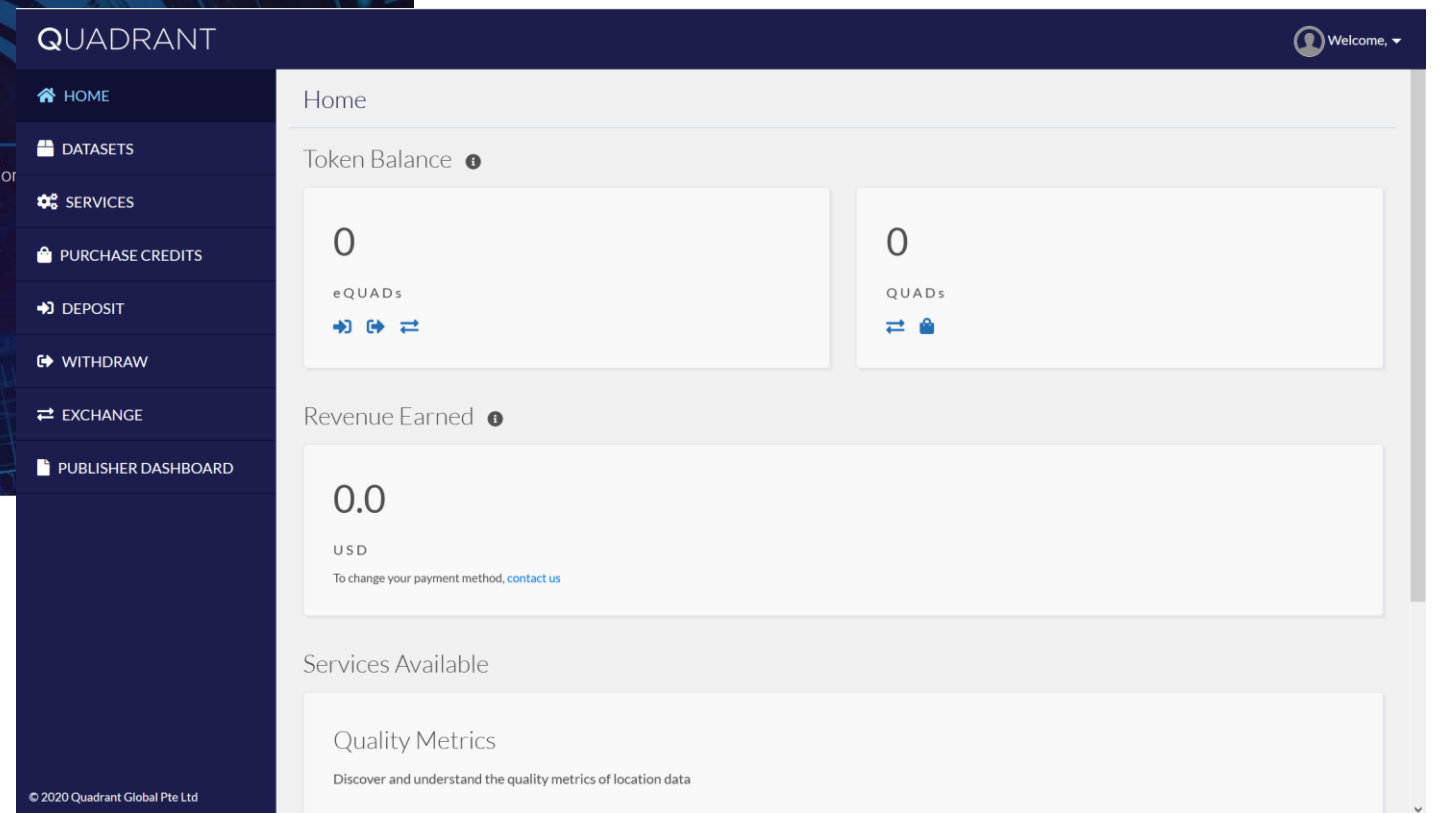 QUADRANT
Welcome,
HOME
DATASETS
SERVICES
PURCHASE CREDITS
DEPOSIT
WITHDRAW
EXCHANGE
PUBLISHER DASHBOARD
© 2020 Quadrant Global Pte Ltd
or
Home
Token Balance
0
eQUADs
0
QUADs
Revenue Earned
0.0
USD
To change your payment method, contact us
Services Available
Quality Metrics
Discover and understand the quality metrics of location data